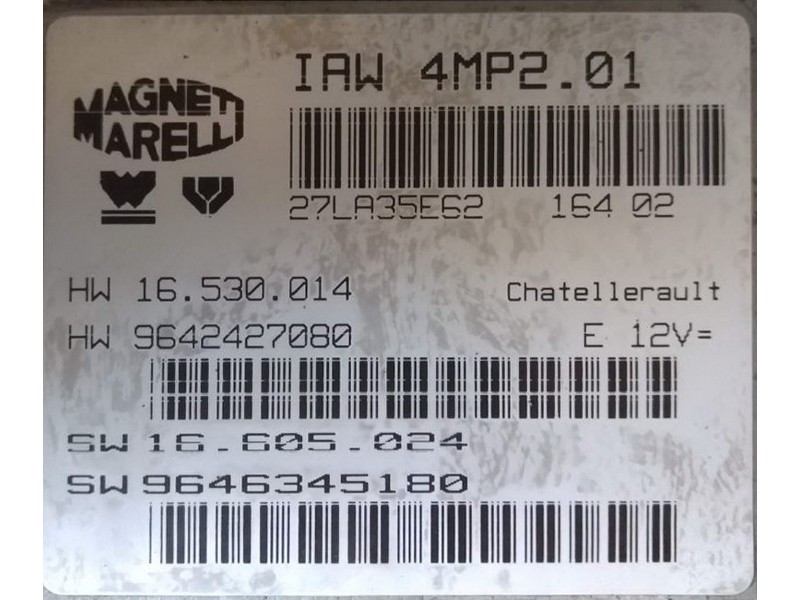 IAW 4MP2.01
MAGNETI
MARELLI
27LA35E62 164 02
HW 16.530.014 Chatellerault
HW 9642427080 E 12V=
SW 16.605.024
SW 9646345180